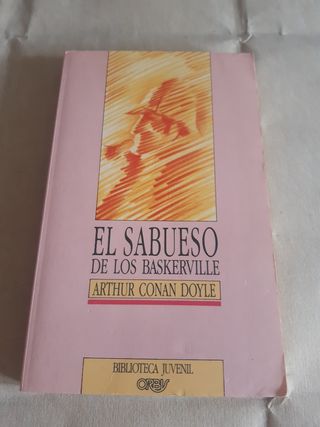 EL SABUESO
DE LOS BASKERVILLE
ARTHUR CONAN DOYLE
BIBLIOTECA JUVENIL
ORBIS